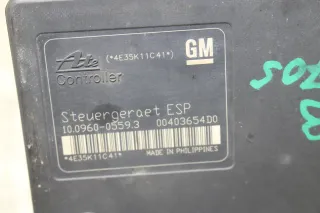 Ate
(*4E35K11C41*)
GM
Controller
Steuergeraet ESP
10.0960-0559.3 00403654D0
*4E35K11C41*
MADE IN PHILIPPINES